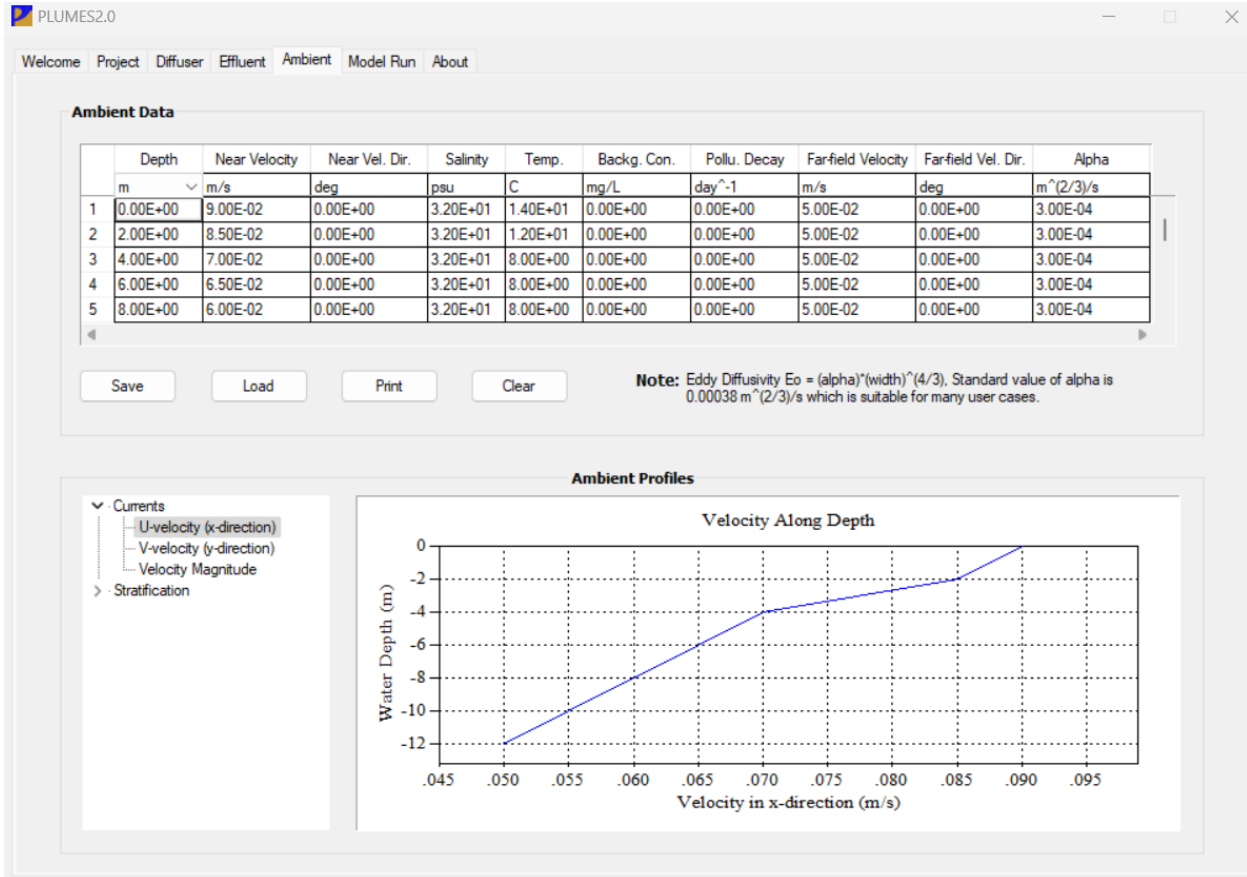 PLUMES2.0
Welcome Project Diffuser Effluent Ambient Model Run About
Ambient Data
Depth Near Velocity Near Vel. Dir. Salinity Temp. Backg. Con. Pollu. Decay Farfield Velocity Farfield Vel. Dir. Alpha
m m/s deg psu C mg/L day^-1 m/s deg m^(2/3)/s
1 0.00E+00 9.00E-02 0.00E+00 3.20E+01 1.40E+01 0.00E+00 0.00E+00 5.00E-02 0.00E+00 3.00E-04
2 2.00E+00 8.50E-02 0.00E+00 3.20E+01 1.20E+01 0.00E+00 0.00E+00 5.00E-02 0.00E+00 3.00E-04
3 4.00E+00 7.00E-02 0.00E+00 3.20E+01 8.00E+00 0.00E+00 0.00E+00 5.00E-02 0.00E+00 3.00E-04
4 6.00E+00 6.50E-02 0.00E+00 3.20E+01 8.00E+00 0.00E+00 0.00E+00 5.00E-02 0.00E+00 3.00E-04
5 8.00E+00 6.00E-02 0.00E+00 3.20E+01 8.00E+00 0.00E+00 0.00E+00 5.00E-02 0.00E+00 3.00E-04
Save Load Print Clear
Note: Eddy Diffusivity Eo = (alpha)*(width)^(4/3), Standard value of alpha is
0.00038 m^(2/3)/s which is suitable for many user cases.
Ambient Profiles
Currents
U-velocity (x-direction)
V-velocity (y-direction)
Velocity Magnitude
Stratification
Velocity Along Depth
Water Depth (m)
0
-2
-4
-6
-8
-10
-12
.045 .050 .055 .060 .065 .070 .075 .080 .085 .090 .095
Velocity in x-direction (m/s)